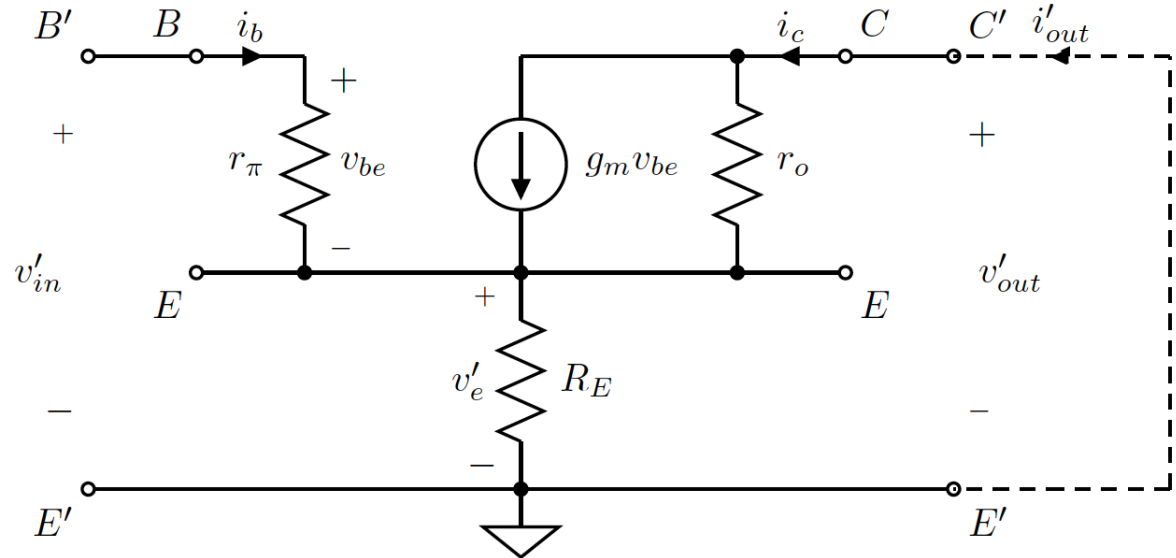 B′ B i_b i_c C C′ i′_out
+ + +
r_π v_be g_m v_be r_o
−
v′_in v′_out
E + E
v′_e R_E
− − −
E′ E′